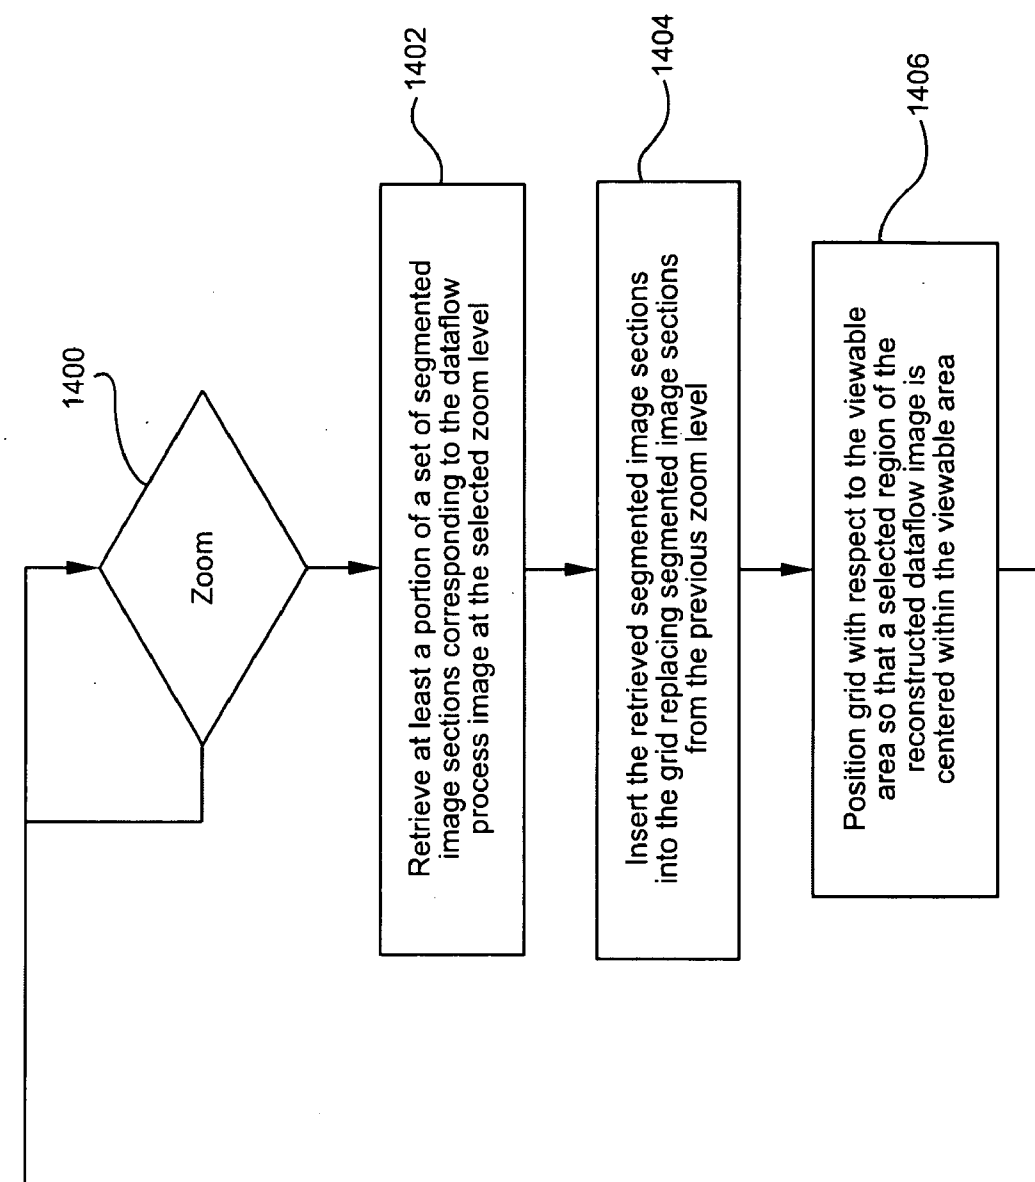 1400
Zoom
1402
Retrieve at least a portion of a set of segmented
image sections corresponding to the dataflow
process image at the selected zoom level
1404
Insert the retrieved segmented image sections
into the grid replacing segmented image sections
from the previous zoom level
1406
Position grid with respect to the viewable
area so that a selected region of the
reconstructed dataflow image is
centered within the viewable area